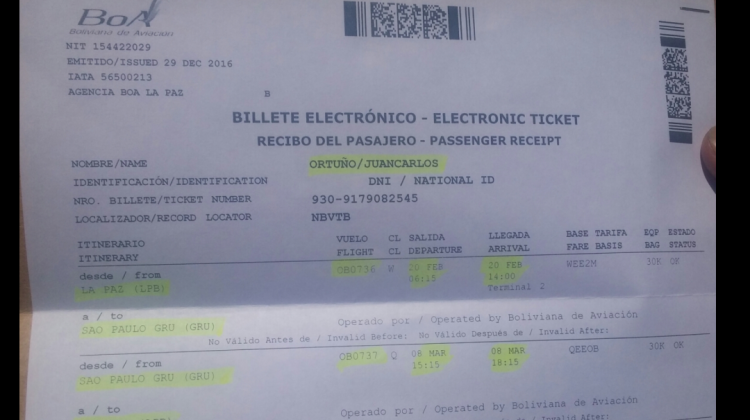 BoA
Boliviana de Aviación
NIT 154422029
EMITIDO/ISSUED 29 DEC 2016
IATA 56500213
AGENCIA BOA LA PAZ B
BILLETE ELECTRÓNICO - ELECTRONIC TICKET
RECIBO DEL PASAJERO - PASSENGER RECEIPT
NOMBRE/NAME ORTUÑO/JUANCARLOS
IDENTIFICACIÓN/IDENTIFICATION DNI / NATIONAL ID
NRO. BILLETE/TICKET NUMBER 930-9179082545
LOCALIZADOR/RECORD LOCATOR NBVTB
ITINERARIO VUELO CL SALIDA LLEGADA BASE TARIFA EQP ESTADO
ITINERARY FLIGHT CL DEPARTURE ARRIVAL FARE BASIS BAG STATUS
desde / from OB0736 W 20 FEB 20 FEB WEE2M 30K OK
LA PAZ (LPB) 08:15 14:00
Terminal 2
a / to
SAO PAULO GRU (GRU) Operado por / Operated by Boliviana de Aviación
No Válido Antes de / Invalid Before: No Válido Después de / Invalid After:
desde / from OB0737 Q 08 MAR 08 MAR QEEOB 30K OK
SAO PAULO GRU (GRU) 15:15 18:15
a / to Operado por / Operated by Boliviana de Aviación